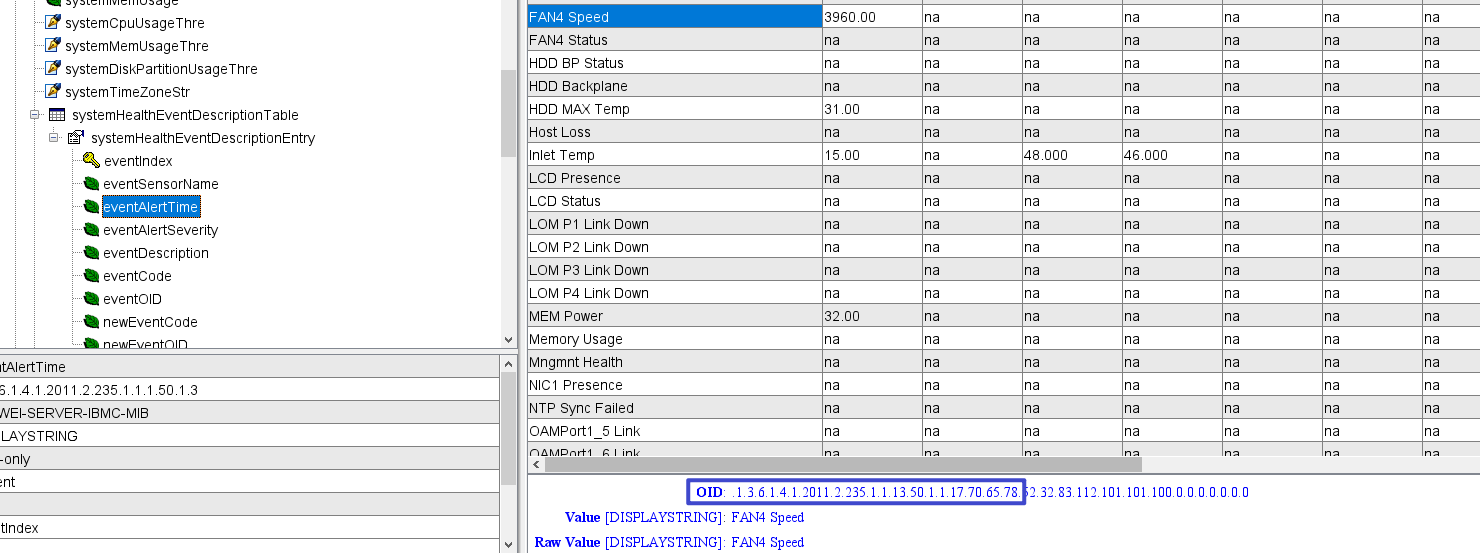 systemMemUsage
systemCpuUsageThre
systemMemUsageThre
systemDiskPartitionUsageThre
systemTimeZoneStr
systemHealthEventDescriptionTable
systemHealthEventDescriptionEntry
eventIndex
eventSensorName
eventAlertTime
eventAlertSeverity
eventDescription
eventCode
eventOID
newEventCode
newEventOID
ntAlertTime
6.1.4.1.2011.2.235.1.1.1.50.1.3
WEI-SERVER-IBMC-MIB
LAYSTRING
-only
ent
tIndex
FAN4 Speed 3960.00 na na na na na na
FAN4 Status na na na na na na na
HDD BP Status na na na na na na na
HDD Backplane na na na na na na na
HDD MAX Temp 31.00 na na na na na na
Host Loss na na na na na na na
Inlet Temp 15.00 na 48.000 46.000 na na na
LCD Presence na na na na na na na
LCD Status na na na na na na na
LOM P1 Link Down na na na na na na na
LOM P2 Link Down na na na na na na na
LOM P3 Link Down na na na na na na na
LOM P4 Link Down na na na na na na na
MEM Power 32.00 na na na na na na
Memory Usage na na na na na na na
Mngmnt Health na na na na na na na
NIC1 Presence na na na na na na na
NTP Sync Failed na na na na na na na
OAMPort1_5 Link na na na na na na na
OAMPort1_6 Link na na na na na na na
OID: .1.3.6.1.4.1.2011.2.235.1.1.13.50.1.1.17.70.65.78.52.32.83.112.101.101.100.0.0.0.0.0.0.0
Value [DISPLAYSTRING]: FAN4 Speed
Raw Value [DISPLAYSTRING]: FAN4 Speed